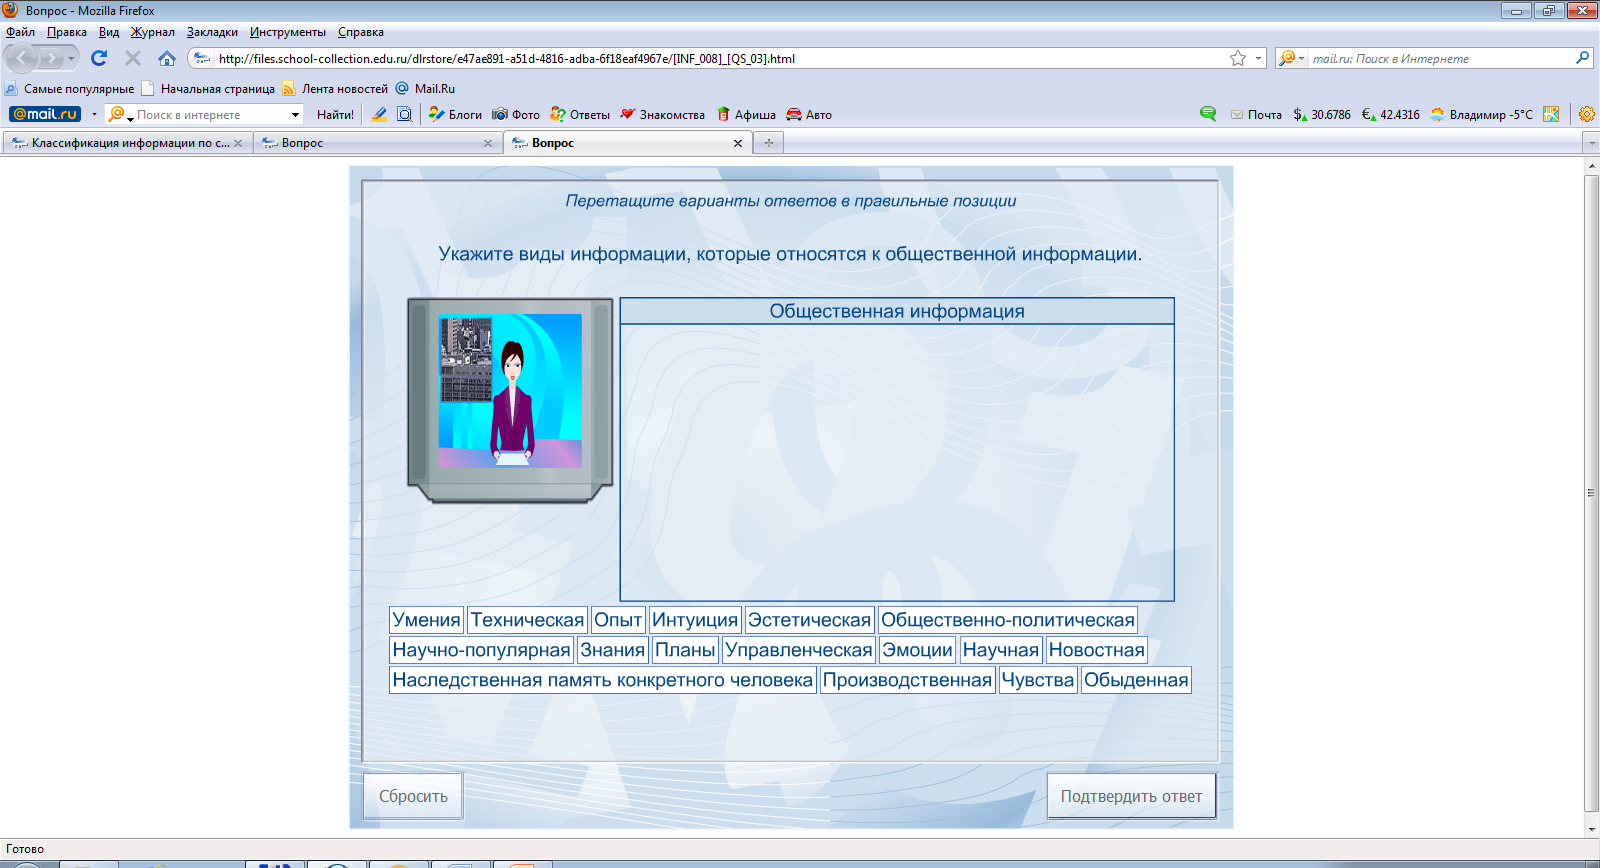 Вопрос - Mozilla Firefox
Файл Правка Вид Журнал Закладки Инструменты Справка
http://files.school-collection.edu.ru/dlrstore/e47ae891-a51d-4816-adba-6f18eaf4967e/[INF_008]_[QS_03].html
mail.ru: Поиск в Интернете
Самые популярные Начальная страница Лента новостей Mail.Ru
@mail.ru Поиск в интернете Найти! Блоги Фото Ответы Знакомства Афиша Авто Почта $ 30.6786 € 42.4316 Владимир -5°C
Классификация информации по с... Вопрос Вопрос
Перетащите варианты ответов в правильные позиции
Укажите виды информации, которые относятся к общественной информации.
Общественная информация
Умения Техническая Опыт Интуиция Эстетическая Общественно-политическая
Научно-популярная Знания Планы Управленческая Эмоции Научная Новостная
Наследственная память конкретного человека Производственная Чувства Обыденная
Сбросить Подтвердить ответ
Готово